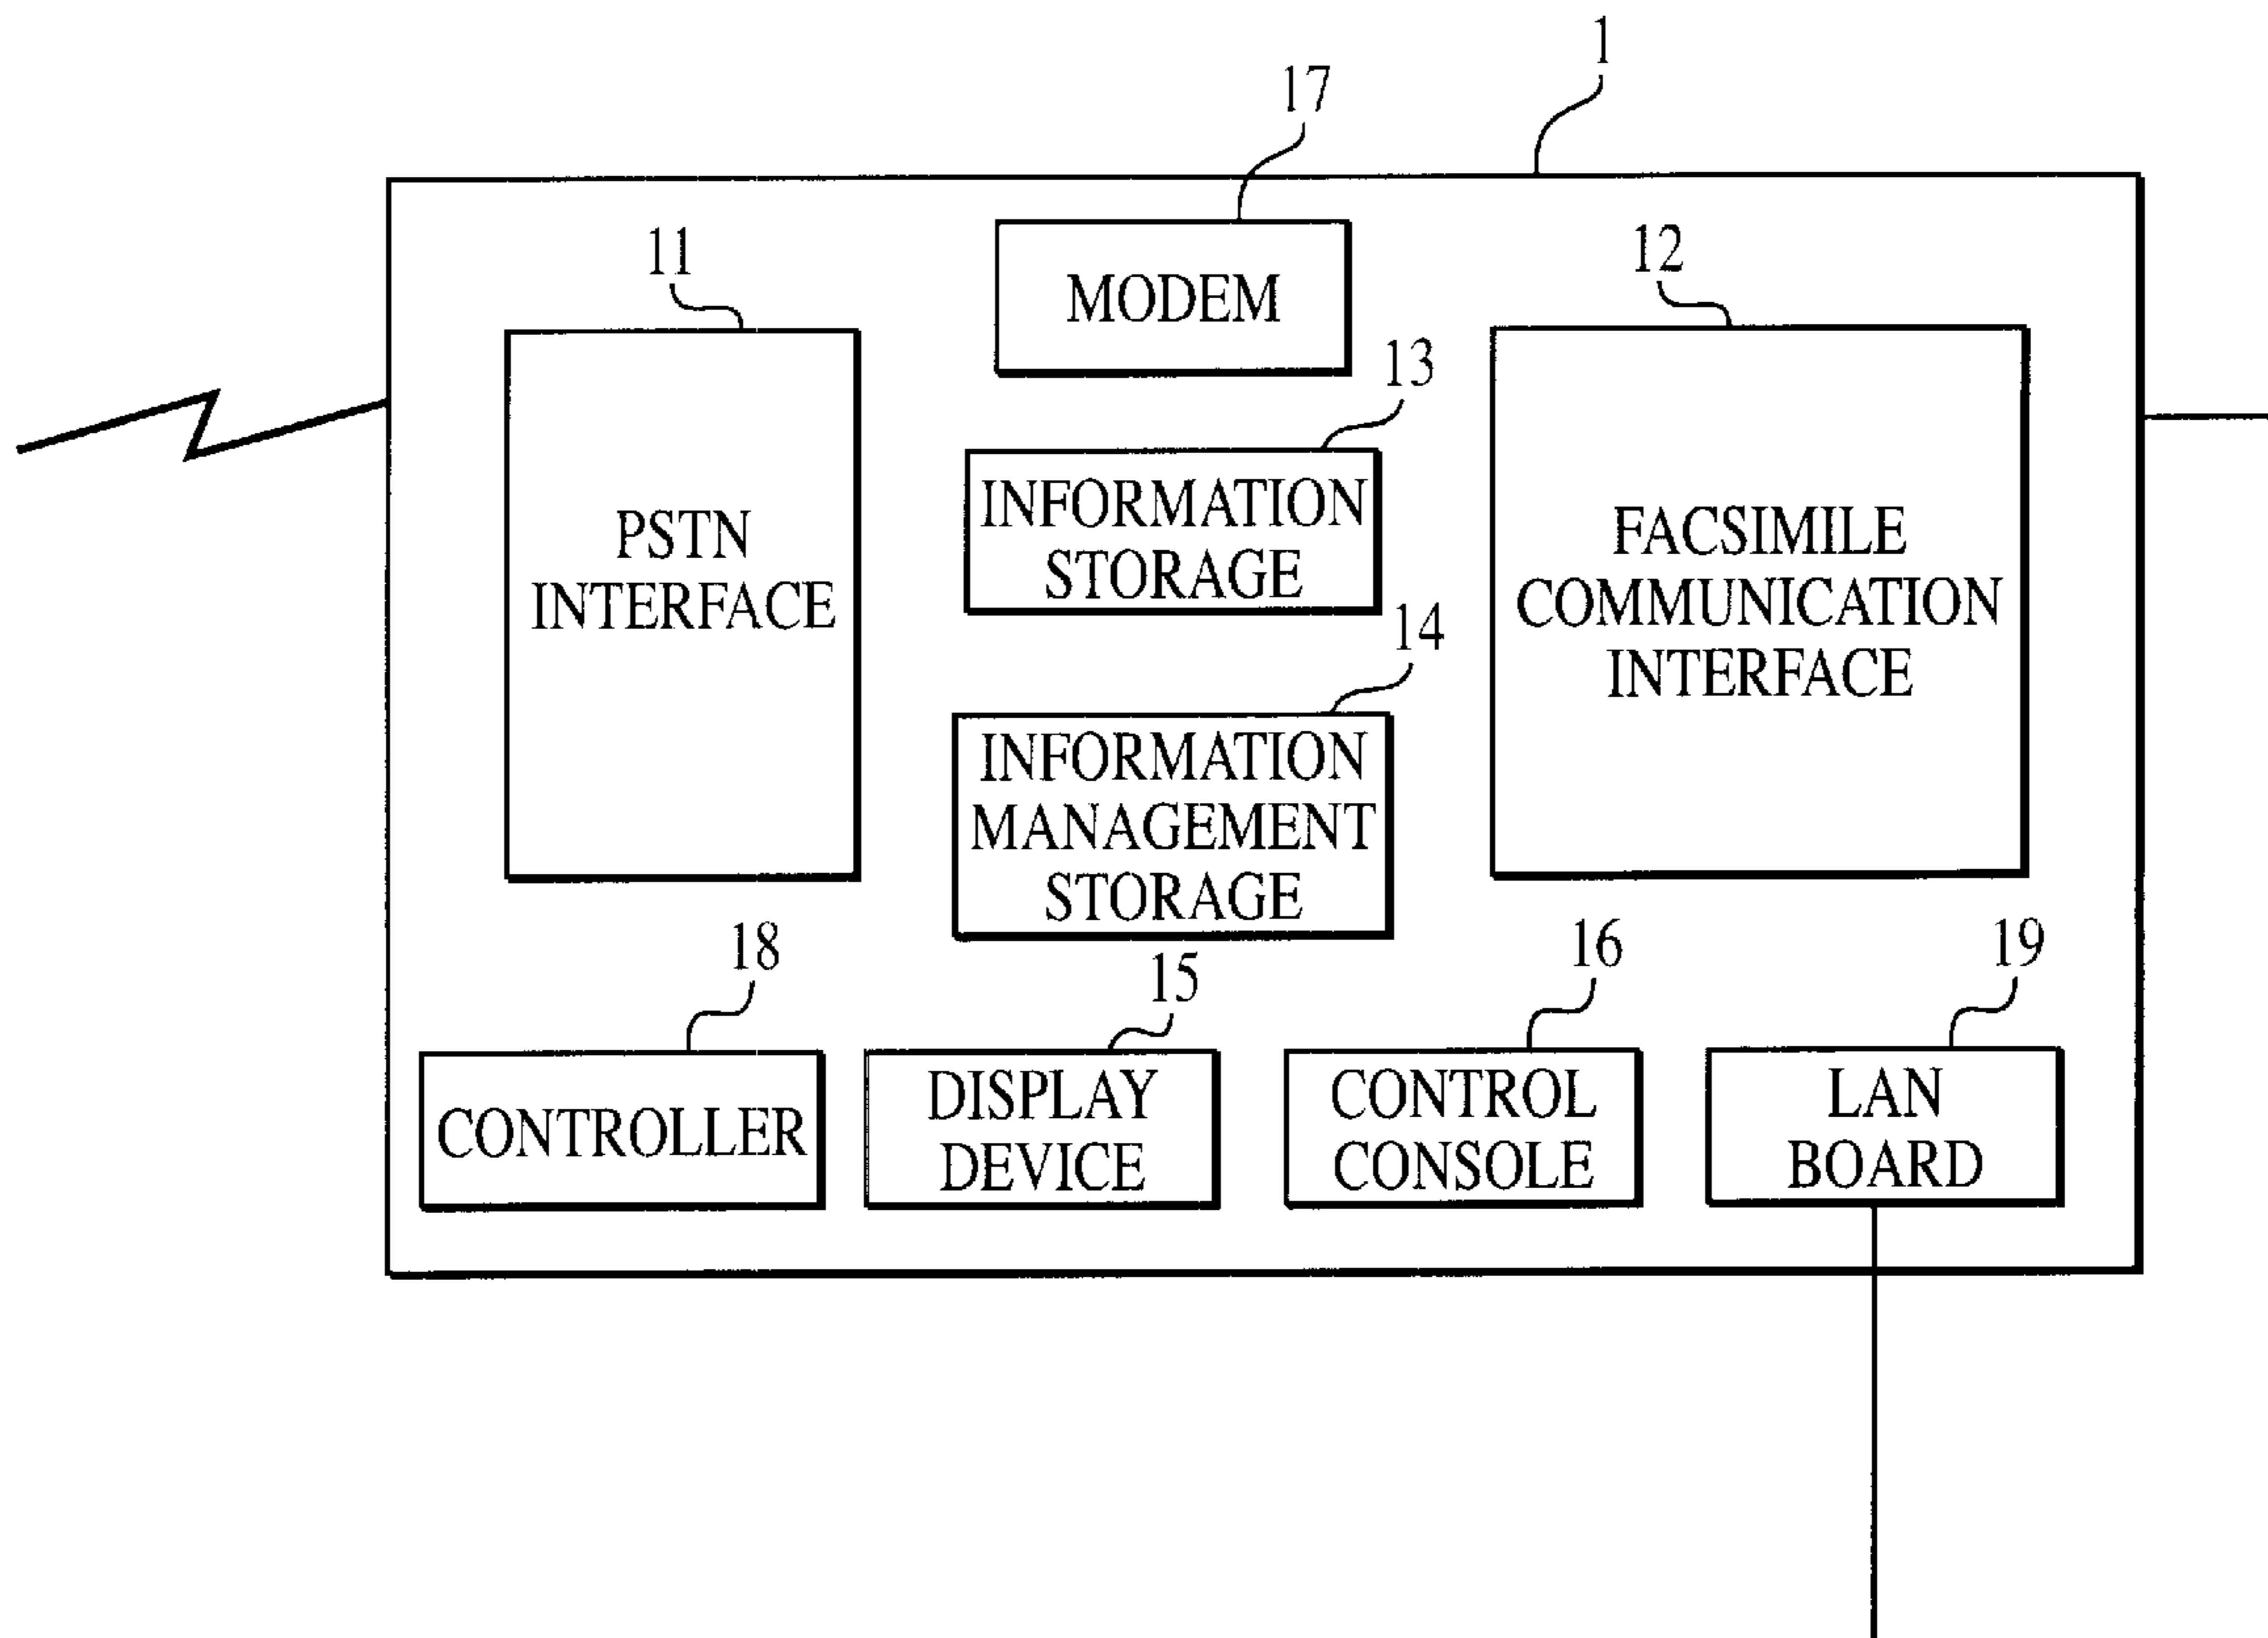 1
17
MODEM
11
PSTN
INTERFACE
12
FACSIMILE
COMMUNICATION
INTERFACE
13
INFORMATION
STORAGE
14
INFORMATION
MANAGEMENT
STORAGE
18
CONTROLLER
15
DISPLAY
DEVICE
16
CONTROL
CONSOLE
19
LAN
BOARD